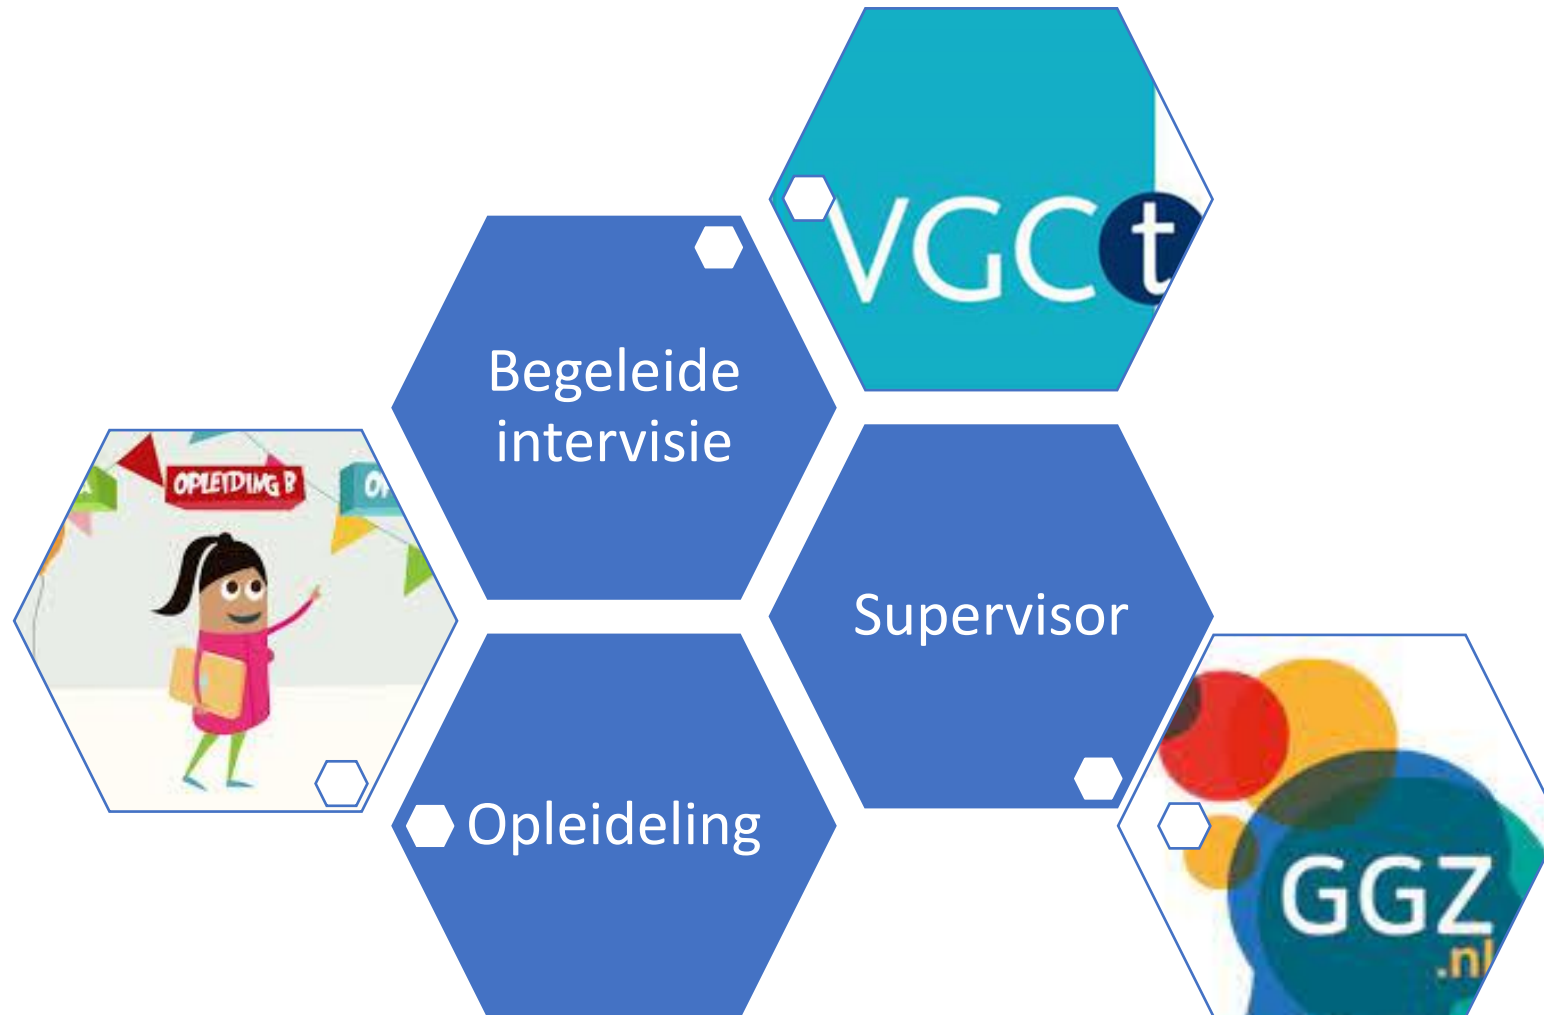 VGCt
Begeleide
intervisie
OPLEIDING B
Supervisor
Opleideling
GGZ
.nl